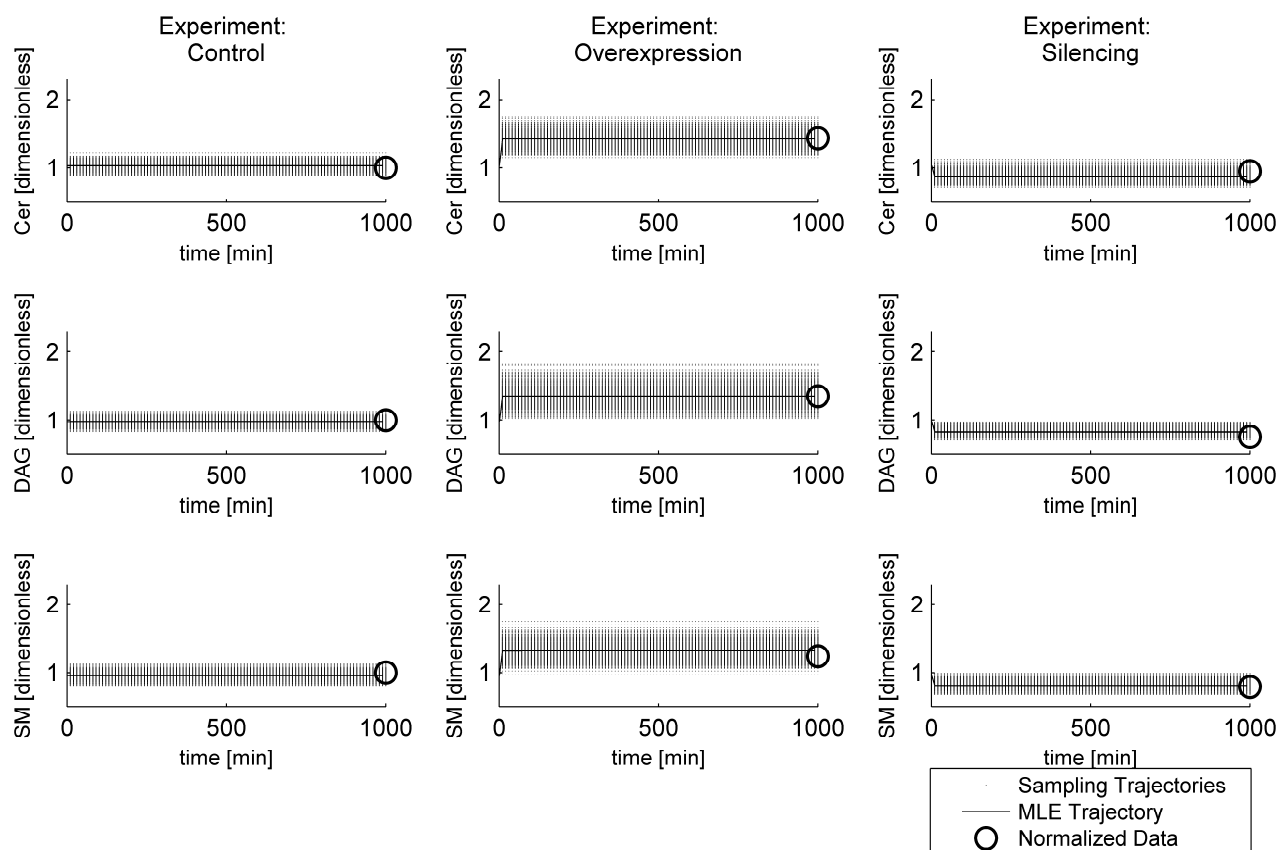 Experiment:
Control
Experiment:
Overexpression
Experiment:
Silencing
Cer [dimensionless]
2
1
0
500
1000
time [min]
Cer [dimensionless]
2
1
0
500
1000
time [min]
Cer [dimensionless]
2
1
0
500
1000
time [min]
DAG [dimensionless]
2
1
0
500
1000
time [min]
DAG [dimensionless]
2
1
0
500
1000
time [min]
DAG [dimensionless]
2
1
0
500
1000
time [min]
SM [dimensionless]
2
1
0
500
1000
time [min]
SM [dimensionless]
2
1
0
500
1000
time [min]
SM [dimensionless]
2
1
0
500
1000
time [min]
Sampling Trajectories
MLE Trajectory
Normalized Data